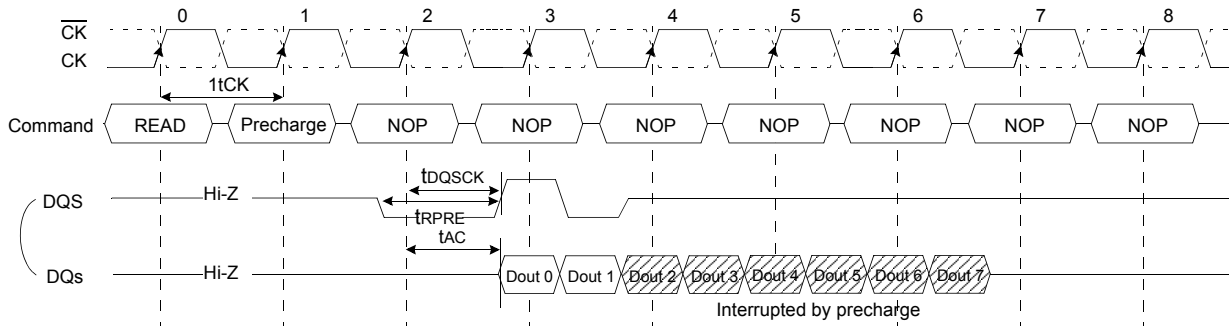 0 1 2 3 4 5 6 7 8
CK
CK
1tCK
Command READ Precharge NOP NOP NOP NOP NOP NOP NOP
tDQSCK
DQS Hi-Z
tRPRE
tAC
DQs Hi-Z Dout 0 Dout 1 Dout 2 Dout 3 Dout 4 Dout 5 Dout 6 Dout 7
Interrupted by precharge